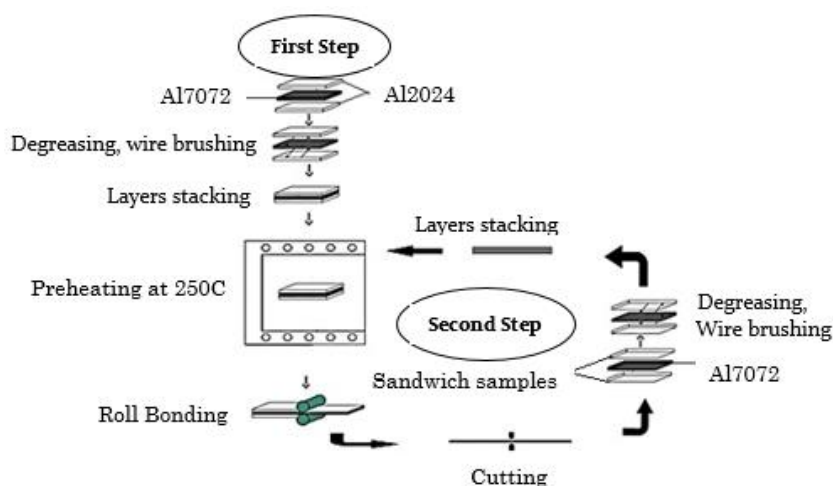 First Step
Al7072
Al2024
Degreasing, wire brushing
Layers stacking
Preheating at 250C
Roll Bonding
Layers stacking
Second Step
Degreasing,
Wire brushing
Sandwich samples
Al7072
Cutting